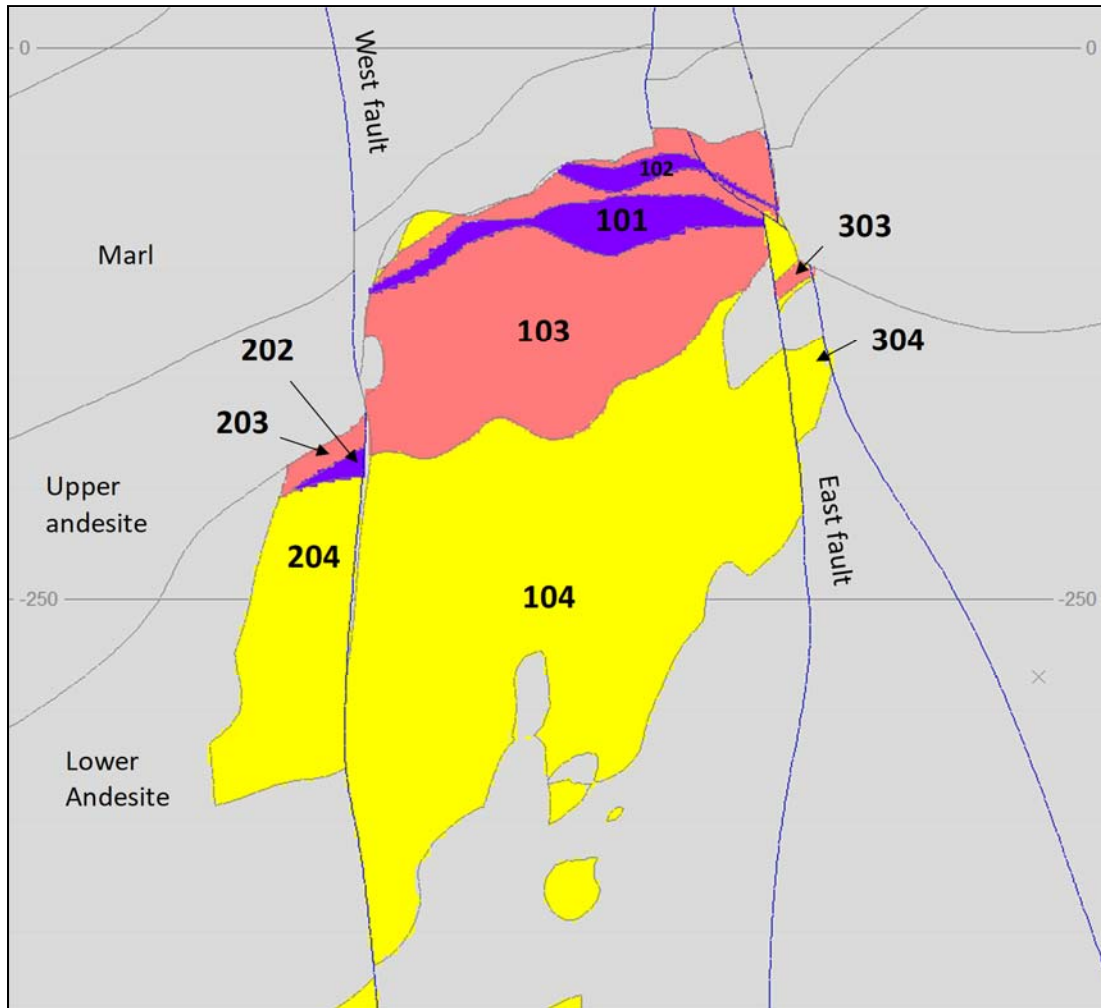 0
0
West fault
102
101
Marl
303
103
202
304
203
Upper
andesite
East fault
204
104
-250
-250
Lower
Andesite